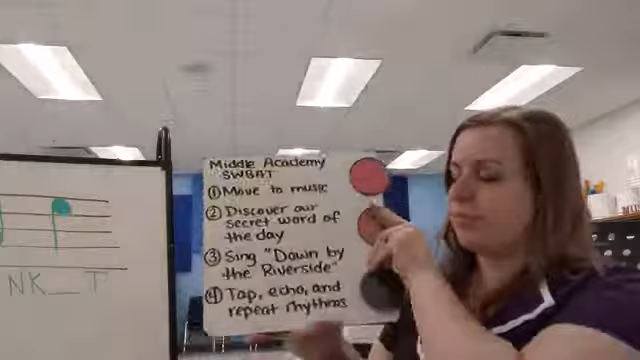 Middle Academy
SWBAT
① Move to music
② Discover our
secret word of
the day
③ Sing "Down by
the Riverside"
④ Tap, echo, and
repeat rhythms
NK_ T